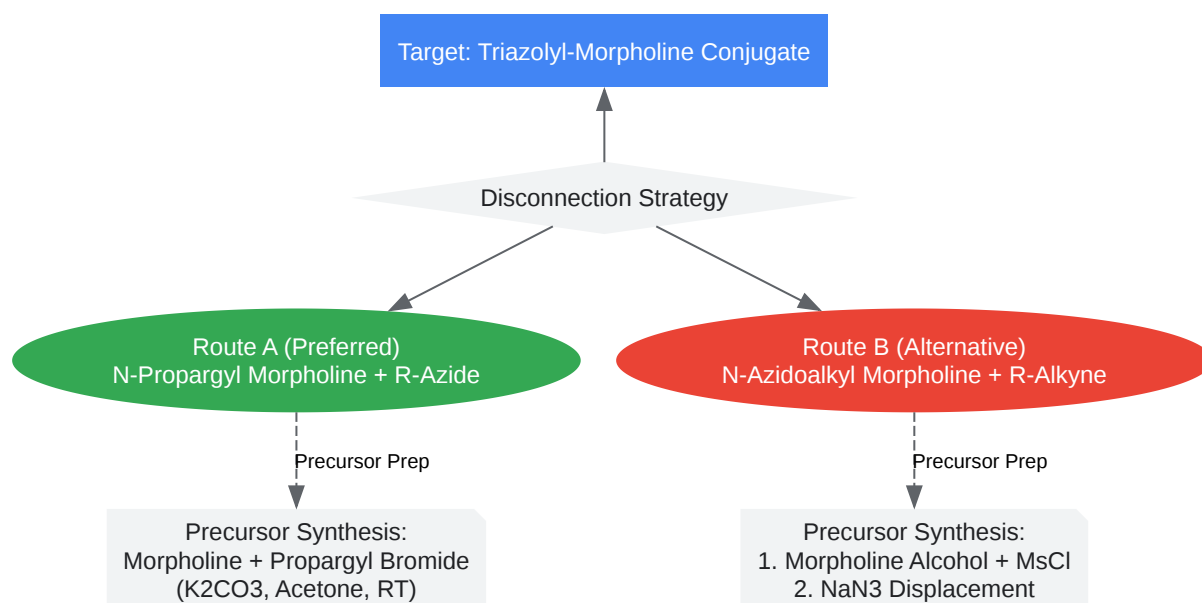 Target: Triazolyl-Morpholine Conjugate
Disconnection Strategy
Route A (Preferred)
N-Propargyl Morpholine + R-Azide
Route B (Alternative)
N-Azidoalkyl Morpholine + R-Alkyne
Precursor Prep
Precursor Prep
Precursor Synthesis:
Morpholine + Propargyl Bromide
(K2CO3, Acetone, RT)
Precursor Synthesis:
1. Morpholine Alcohol + MsCl
2. NaN3 Displacement